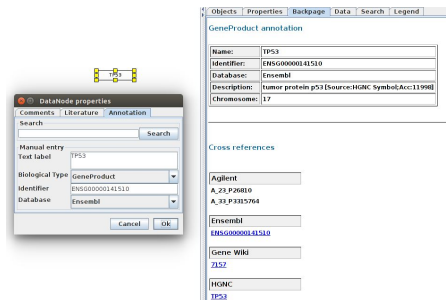 TP53
DataNode properties
Comments Literature Annotation
Search
Search
Manual entry
Text label TP53
Biological Type GeneProduct
Identifier ENSG00000141510
Database Ensembl
Cancel Ok
Objects Properties Backpage Data Search Legend
GeneProduct annotation
Name: TP53
Identifier: ENSG00000141510
Database: Ensembl
Description: tumor protein p53 [Source:HGNC Symbol;Acc:11998]
Chromosome: 17
Cross references
Agilent
A_23_P26810
A_33_P3315764
Ensembl
ENSG00000141510
Gene Wiki
7157
HGNC
TP53